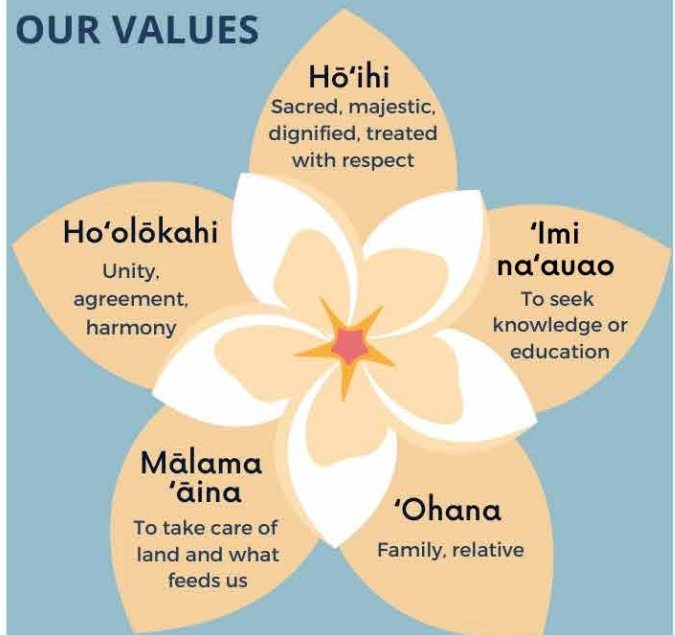 OUR VALUES
Hōʻihi
Sacred, majestic,
dignified, treated
with respect
Hoʻolōkahi
Unity,
agreement,
harmony
ʻImi
naʻauao
To seek
knowledge or
education
Mālama
ʻāina
To take care of
land and what
feeds us
ʻOhana
Family, relative